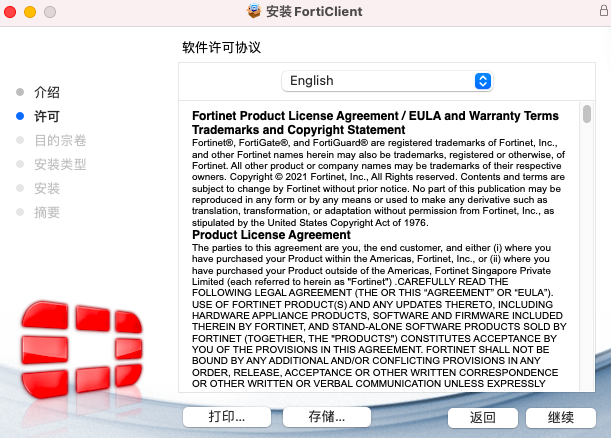 安装 FortiClient
软件许可协议
介绍
许可
目的宗卷
安装类型
安装
摘要
English
Fortinet Product License Agreement / EULA and Warranty Terms
Trademarks and Copyright Statement
Fortinet®, FortiGate®, and FortiGuard® are registered trademarks of Fortinet, Inc.,
and other Fortinet names herein may also be trademarks, registered or otherwise, of
Fortinet. All other product or company names may be trademarks of their respective
owners. Copyright © 2021 Fortinet, Inc., All Rights reserved. Contents and terms are
subject to change by Fortinet without prior notice. No part of this publication may be
reproduced in any form or by any means or used to make any derivative such as
translation, transformation, or adaptation without permission from Fortinet, Inc., as
stipulated by the United States Copyright Act of 1976.
Product License Agreement
The parties to this agreement are you, the end customer, and either (i) where you
have purchased your Product within the Americas, Fortinet, Inc., or (ii) where you
have purchased your Product outside of the Americas, Fortinet Singapore Private
Limited (each referred to herein as "Fortinet") .CAREFULLY READ THE
FOLLOWING LEGAL AGREEMENT (THE OR THIS “AGREEMENT” OR “EULA”).
USE OF FORTINET PRODUCT(S) AND ANY UPDATES THERETO, INCLUDING
HARDWARE APPLIANCE PRODUCTS, SOFTWARE AND FIRMWARE INCLUDED
THEREIN BY FORTINET, AND STAND-ALONE SOFTWARE PRODUCTS SOLD BY
FORTINET (TOGETHER, THE "PRODUCTS") CONSTITUTES ACCEPTANCE BY
YOU OF THE PROVISIONS IN THIS AGREEMENT. FORTINET SHALL NOT BE
BOUND BY ANY ADDITIONAL AND/OR CONFLICTING PROVISIONS IN ANY
ORDER, RELEASE, ACCEPTANCE OR OTHER WRITTEN CORRESPONDENCE
OR OTHER WRITTEN OR VERBAL COMMUNICATION UNLESS EXPRESSLY
打印...
存储...
返回
继续